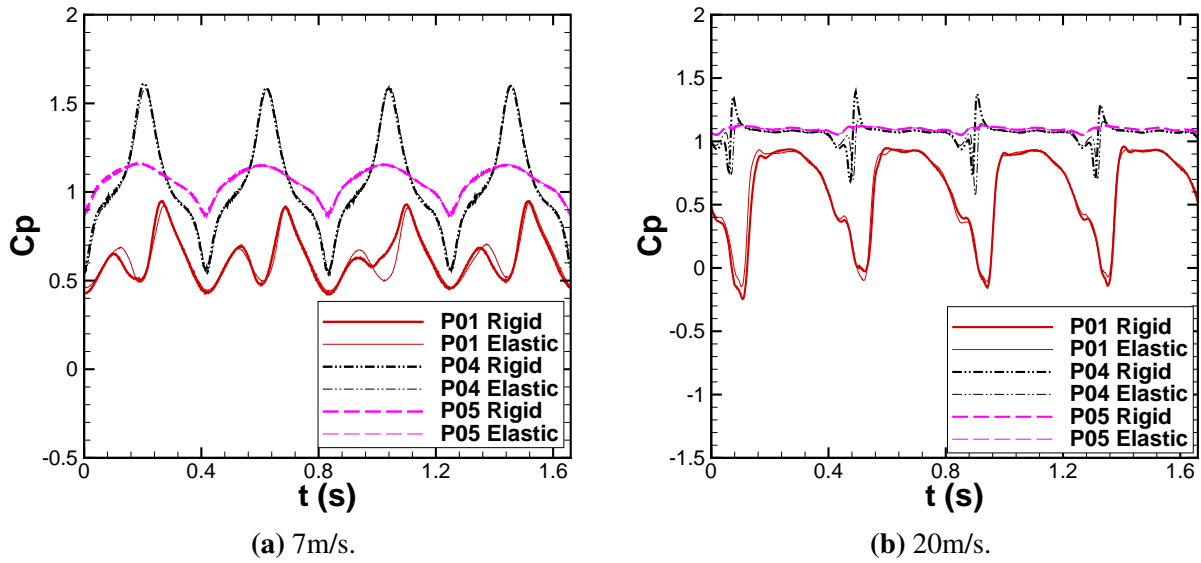 2
1.5
1
0.5
0
-0.5
Cp
0 0.4 0.8 1.2 1.6
t (s)
P01 Rigid
P01 Elastic
P04 Rigid
P04 Elastic
P05 Rigid
P05 Elastic
(a) 7m/s.
2
1.5
1
0.5
0
-0.5
-1
-1.5
Cp
0 0.4 0.8 1.2 1.6
t (s)
P01 Rigid
P01 Elastic
P04 Rigid
P04 Elastic
P05 Rigid
P05 Elastic
(b) 20m/s.